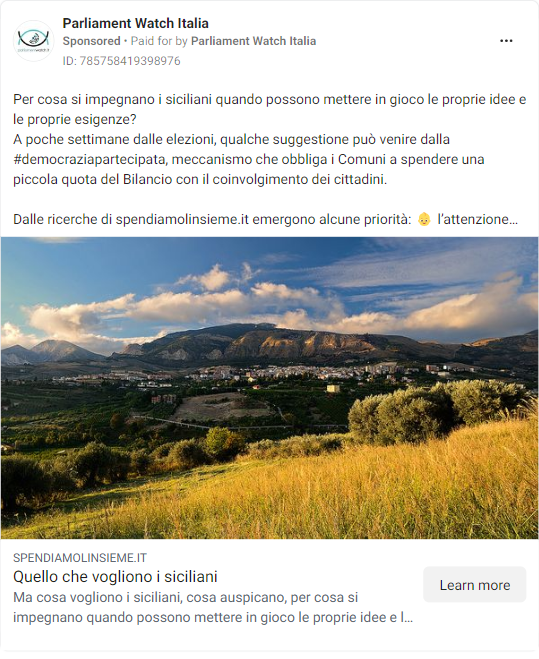 Parliament Watch Italia
Sponsored • Paid for by Parliament Watch Italia
ID: 785758419398976
Per cosa si impegnano i siciliani quando possono mettere in gioco le proprie idee e
le proprie esigenze?
A poche settimane dalle elezioni, qualche suggestione può venire dalla
#democraziapartecipata, meccanismo che obbliga i Comuni a spendere una
piccola quota del Bilancio con il coinvolgimento dei cittadini.
Dalle ricerche di spendiamolinsieme.it emergono alcune priorità: 👶 l’attenzione...
SPENDIAMOLINSIEME.IT
Quello che vogliono i siciliani
Ma cosa vogliono i siciliani, cosa auspicano, per cosa si
impegnano quando possono mettere in gioco le proprie idee e l...
Learn more